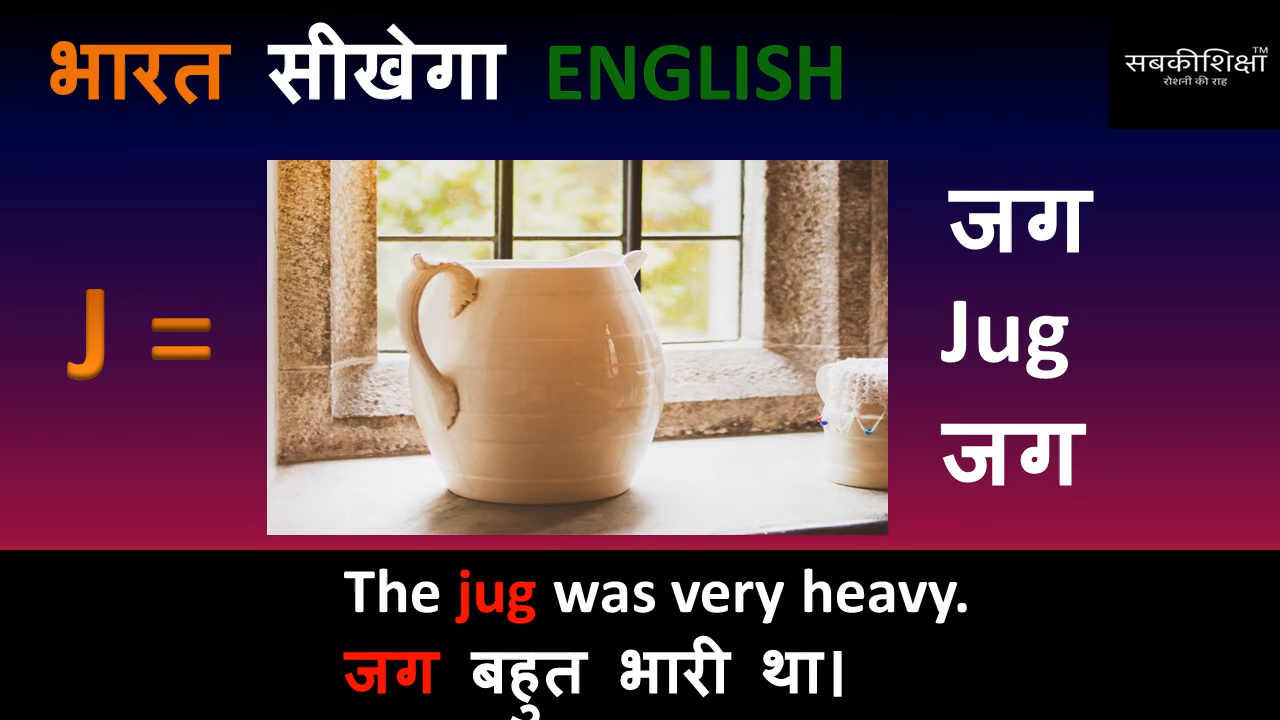 भारत सीखेगा ENGLISH
सबकीशिक्षा™
रोशनी की राह
J =
जग
Jug
जग
The jug was very heavy.
जग बहुत भारी था।